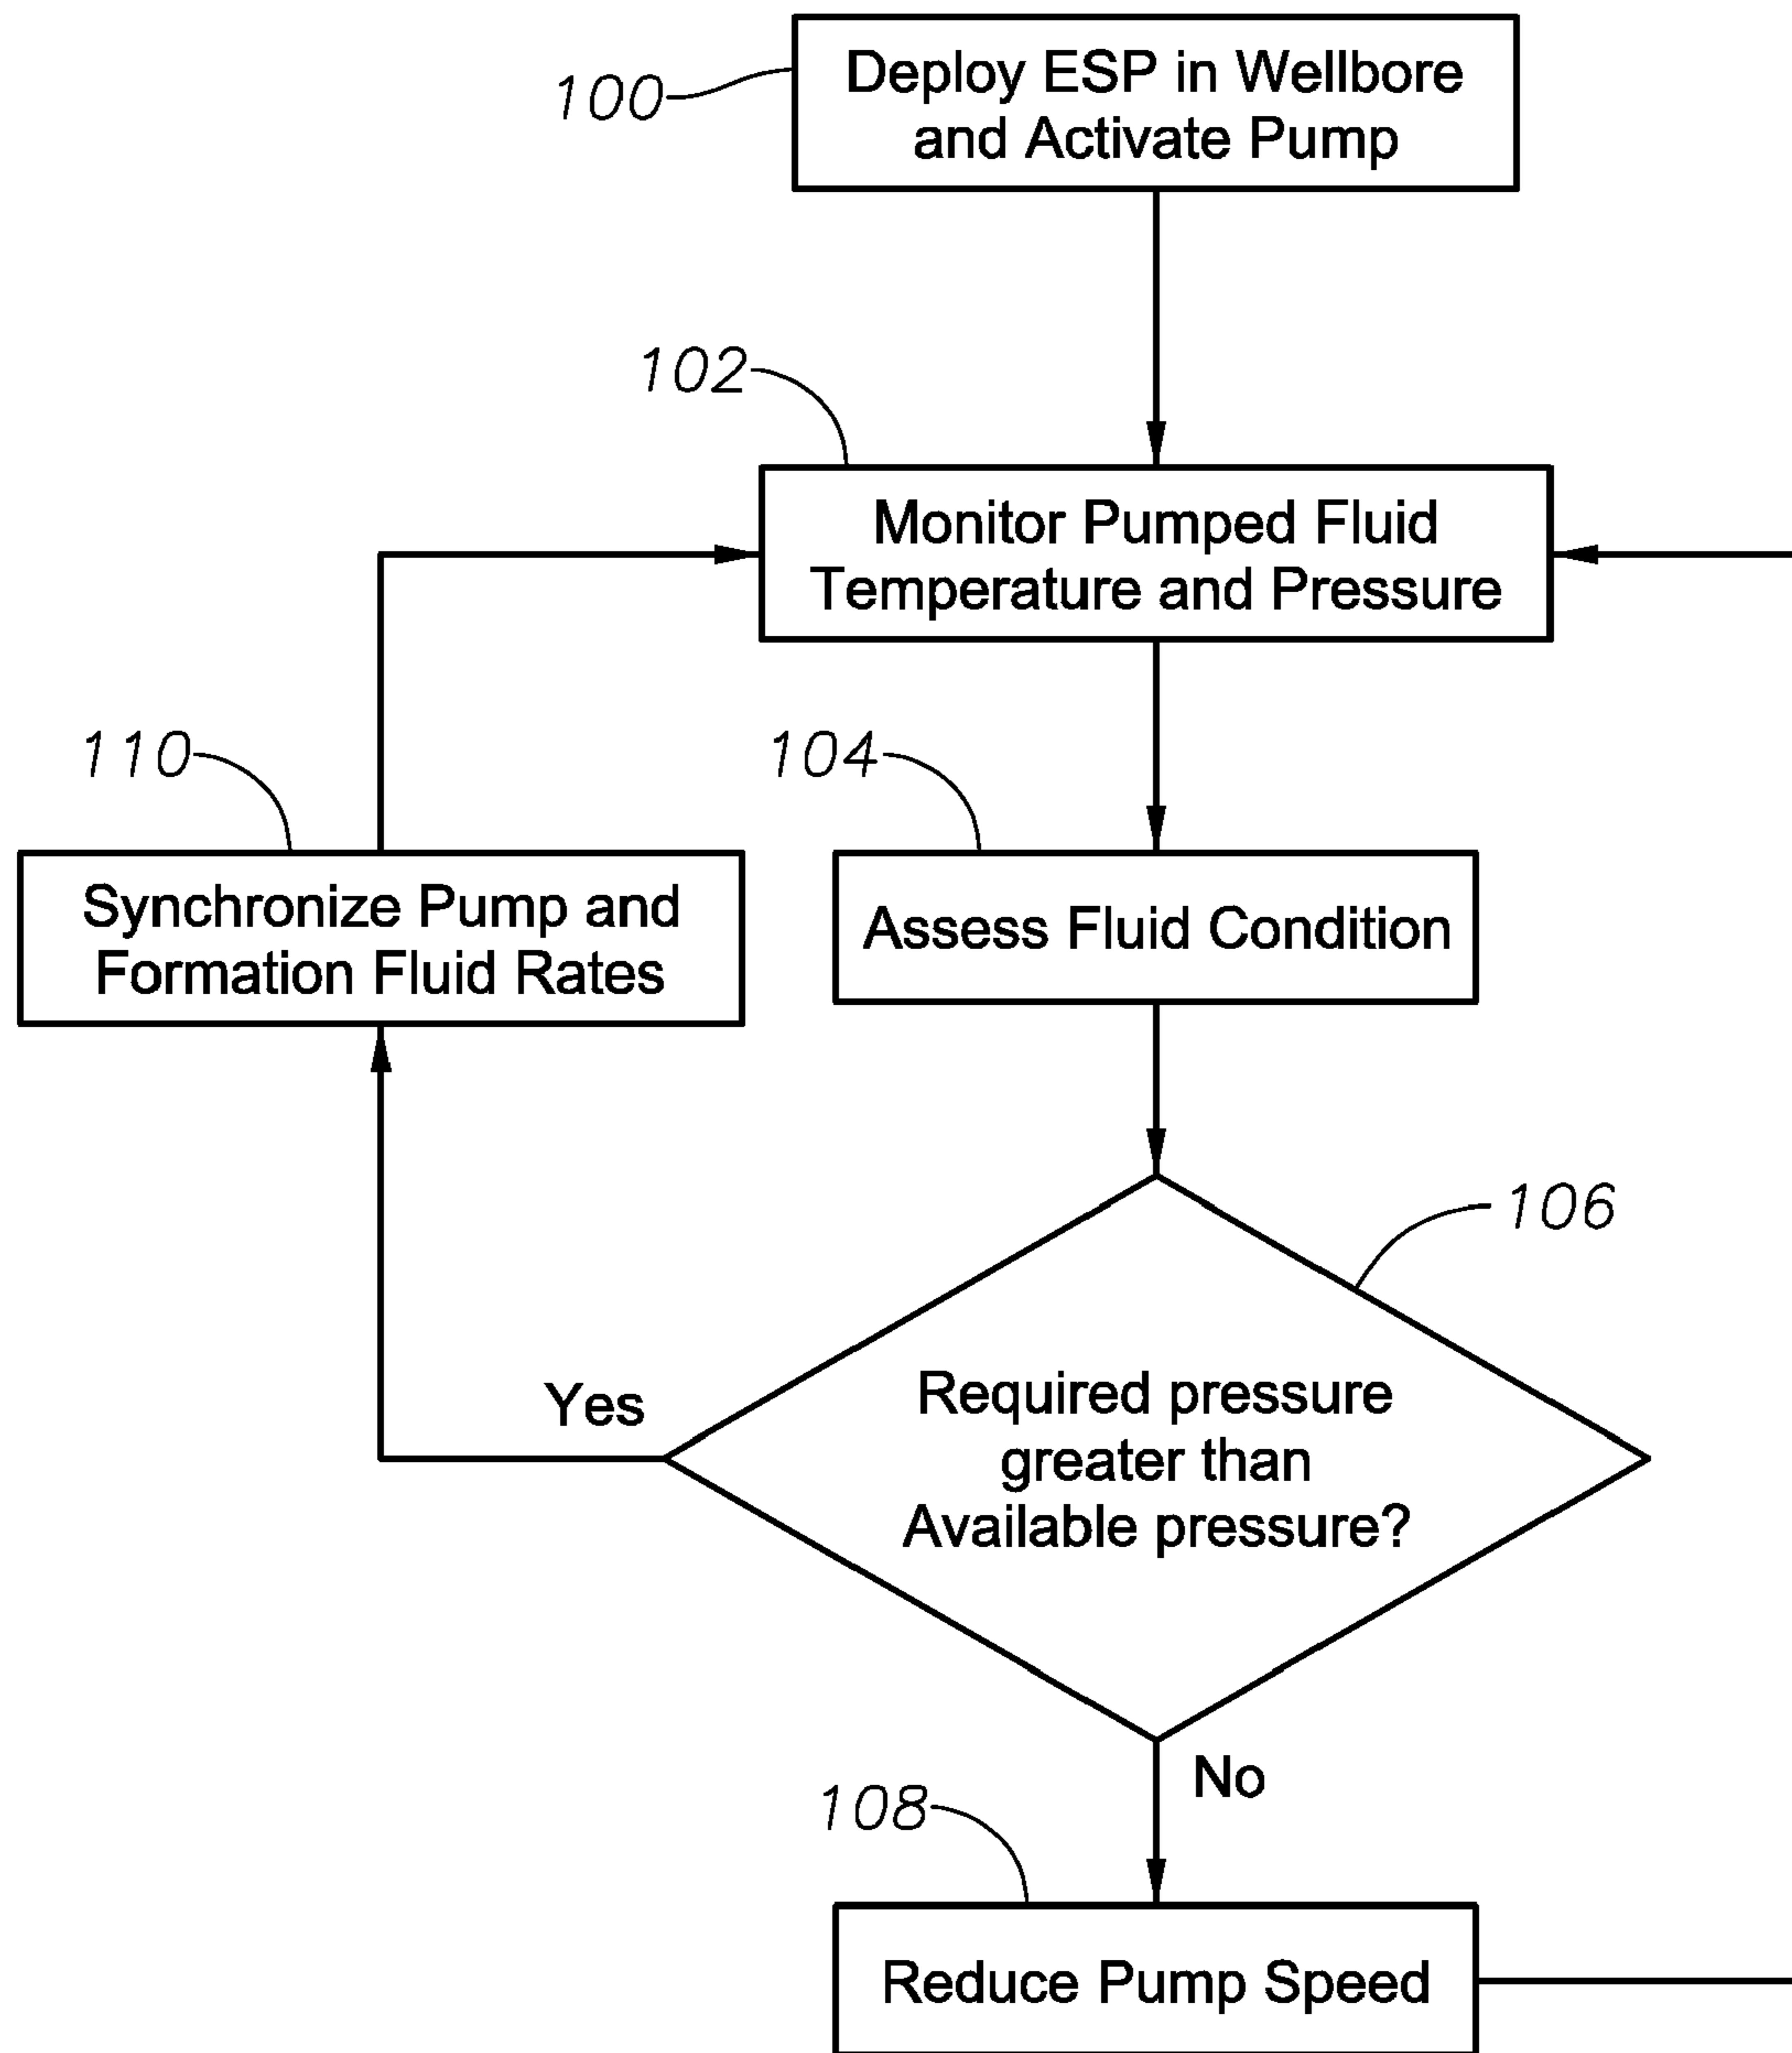 100
Deploy ESP in Wellbore
and Activate Pump
102
Monitor Pumped Fluid
Temperature and Pressure
110
Synchronize Pump and
Formation Fluid Rates
104
Assess Fluid Condition
106
Required pressure
greater than
Available pressure?
Yes
No
108
Reduce Pump Speed